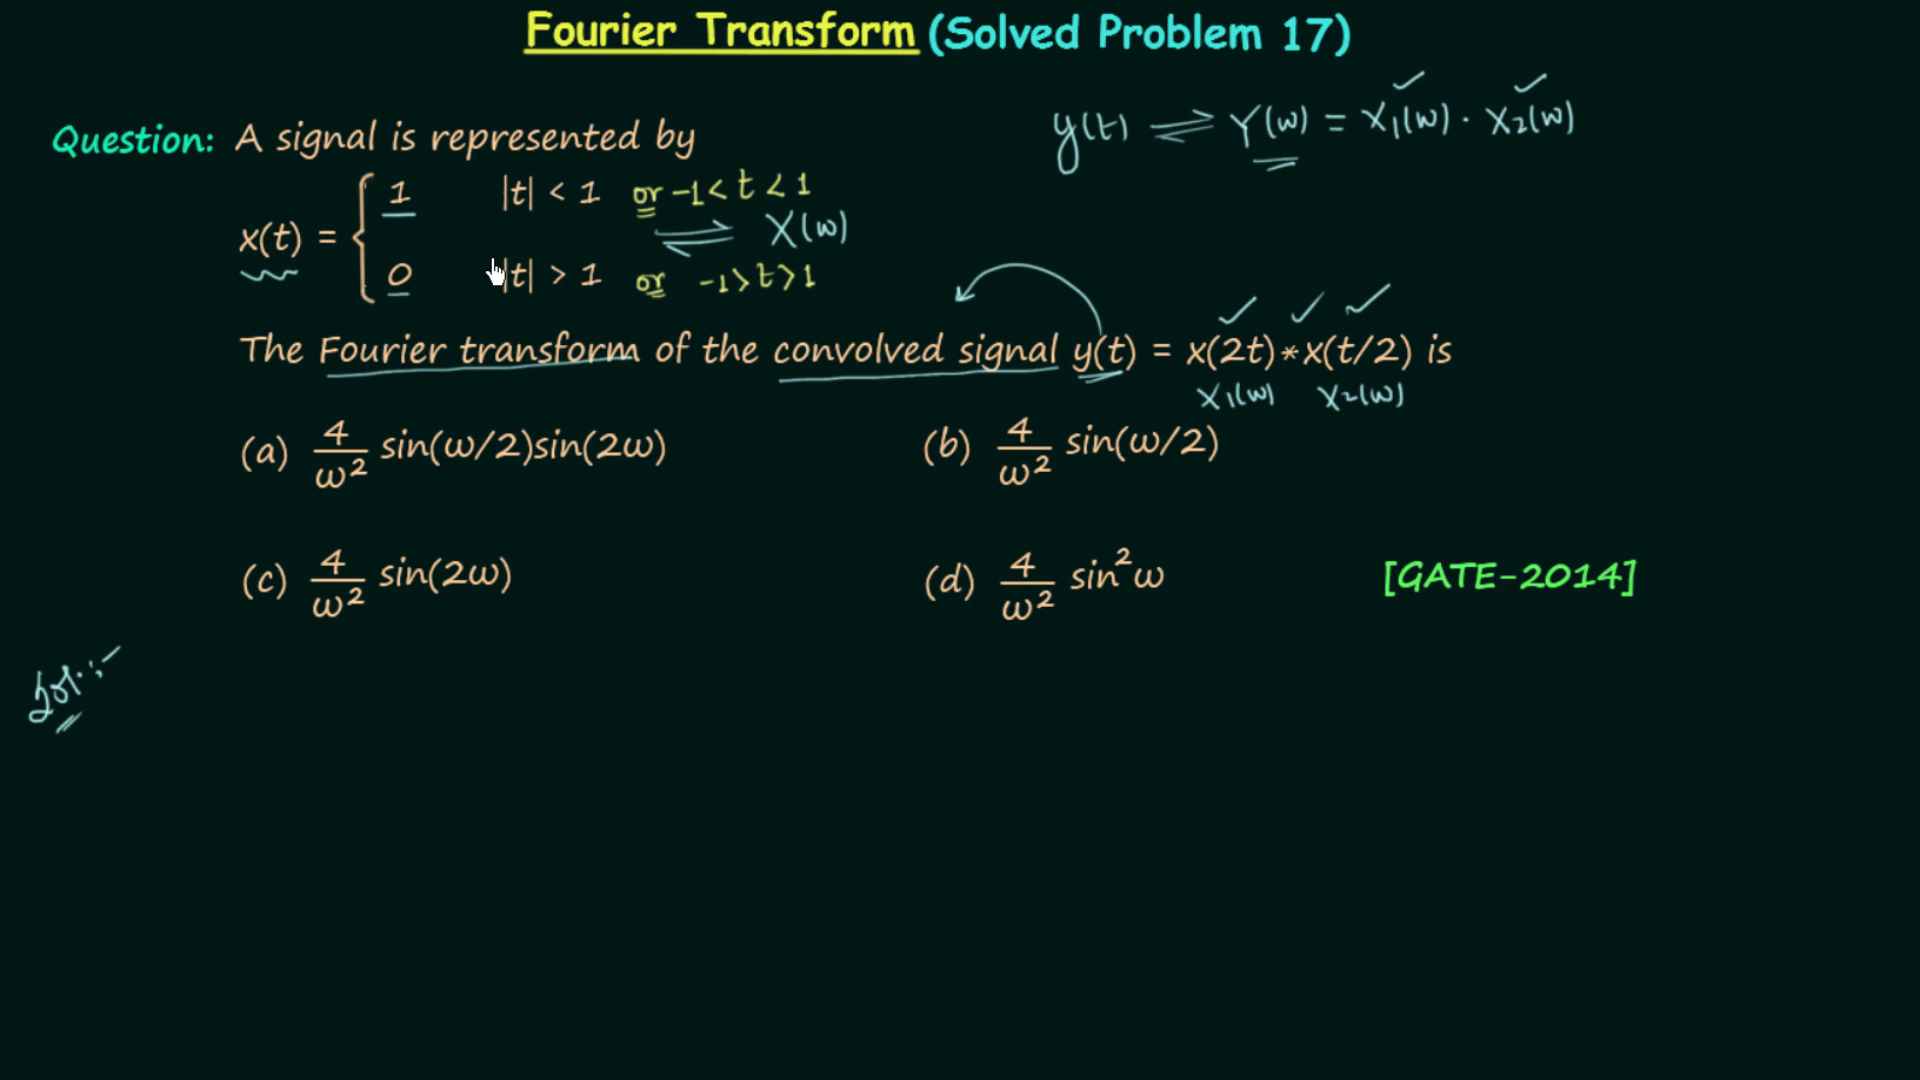 Fourier Transform (Solved Problem 17)
y(t) ⇌ Y(w) = X1(w) . X2(w)
Question: A signal is represented by
x(t) = { 1 |t| < 1 or -1 < t < 1
⇌ X(w)
0 |t| > 1 or -1 > t > 1
The Fourier transform of the convolved signal y(t) = x(2t)*x(t/2) is
X1(w) X2(w)
(a) 4/ω² sin(ω/2)sin(2ω) (b) 4/ω² sin(ω/2)
(c) 4/ω² sin(2ω) (d) 4/ω² sin²ω [GATE-2014]
Sol.:-